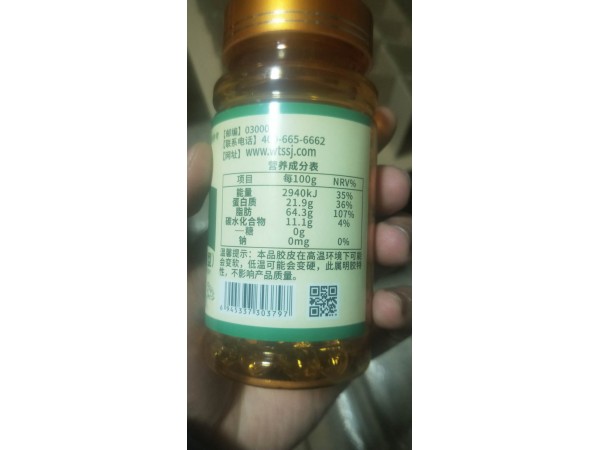 【邮编】03000
【联系电话】40 -665-6662
【网址】www.wtssj.com
营养成分表
项目 每100g NRV%
能量 2940kJ 35%
蛋白质 21.9g 36%
脂肪 64.3g 107%
碳水化合物 11.1g 4%
—糖 0g
钠 0mg 0%
温馨提示：本品胶皮在高温环境下可能
会变软，低温可能会变硬，此属明胶特
性，不影响产品质量。
6 945337 303797